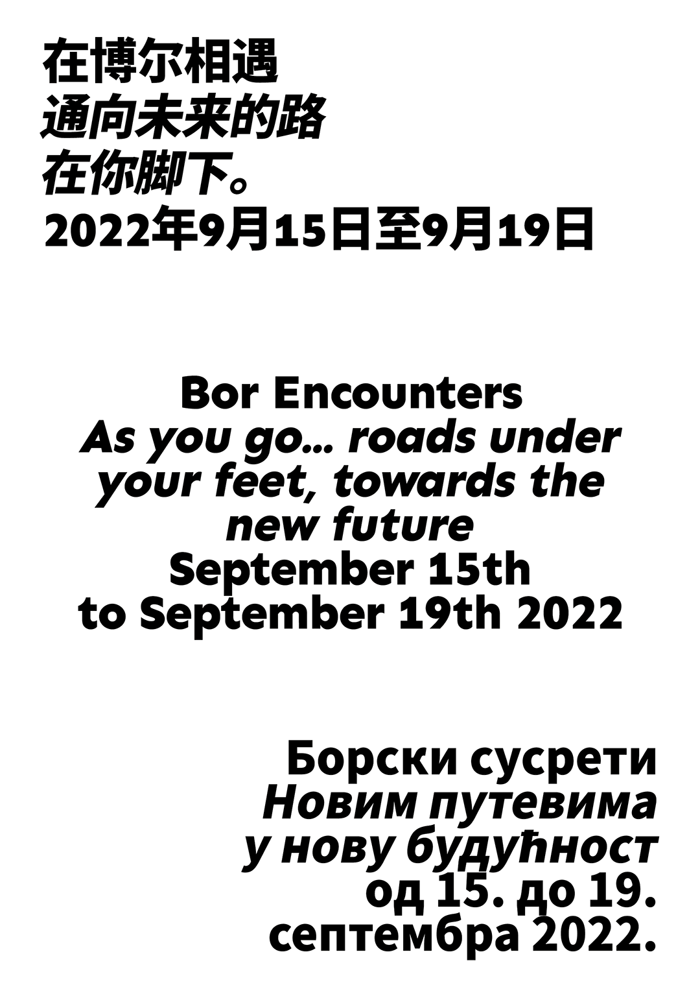 在博尔相遇
通向未来的路
在你脚下。
2022年9月15日至9月19日
Bor Encounters
As you go... roads under
your feet, towards the
new future
September 15th
to September 19th 2022
Борски сусрети
Новим путевима
у нову будућност
од 15. до 19.
септембра 2022.